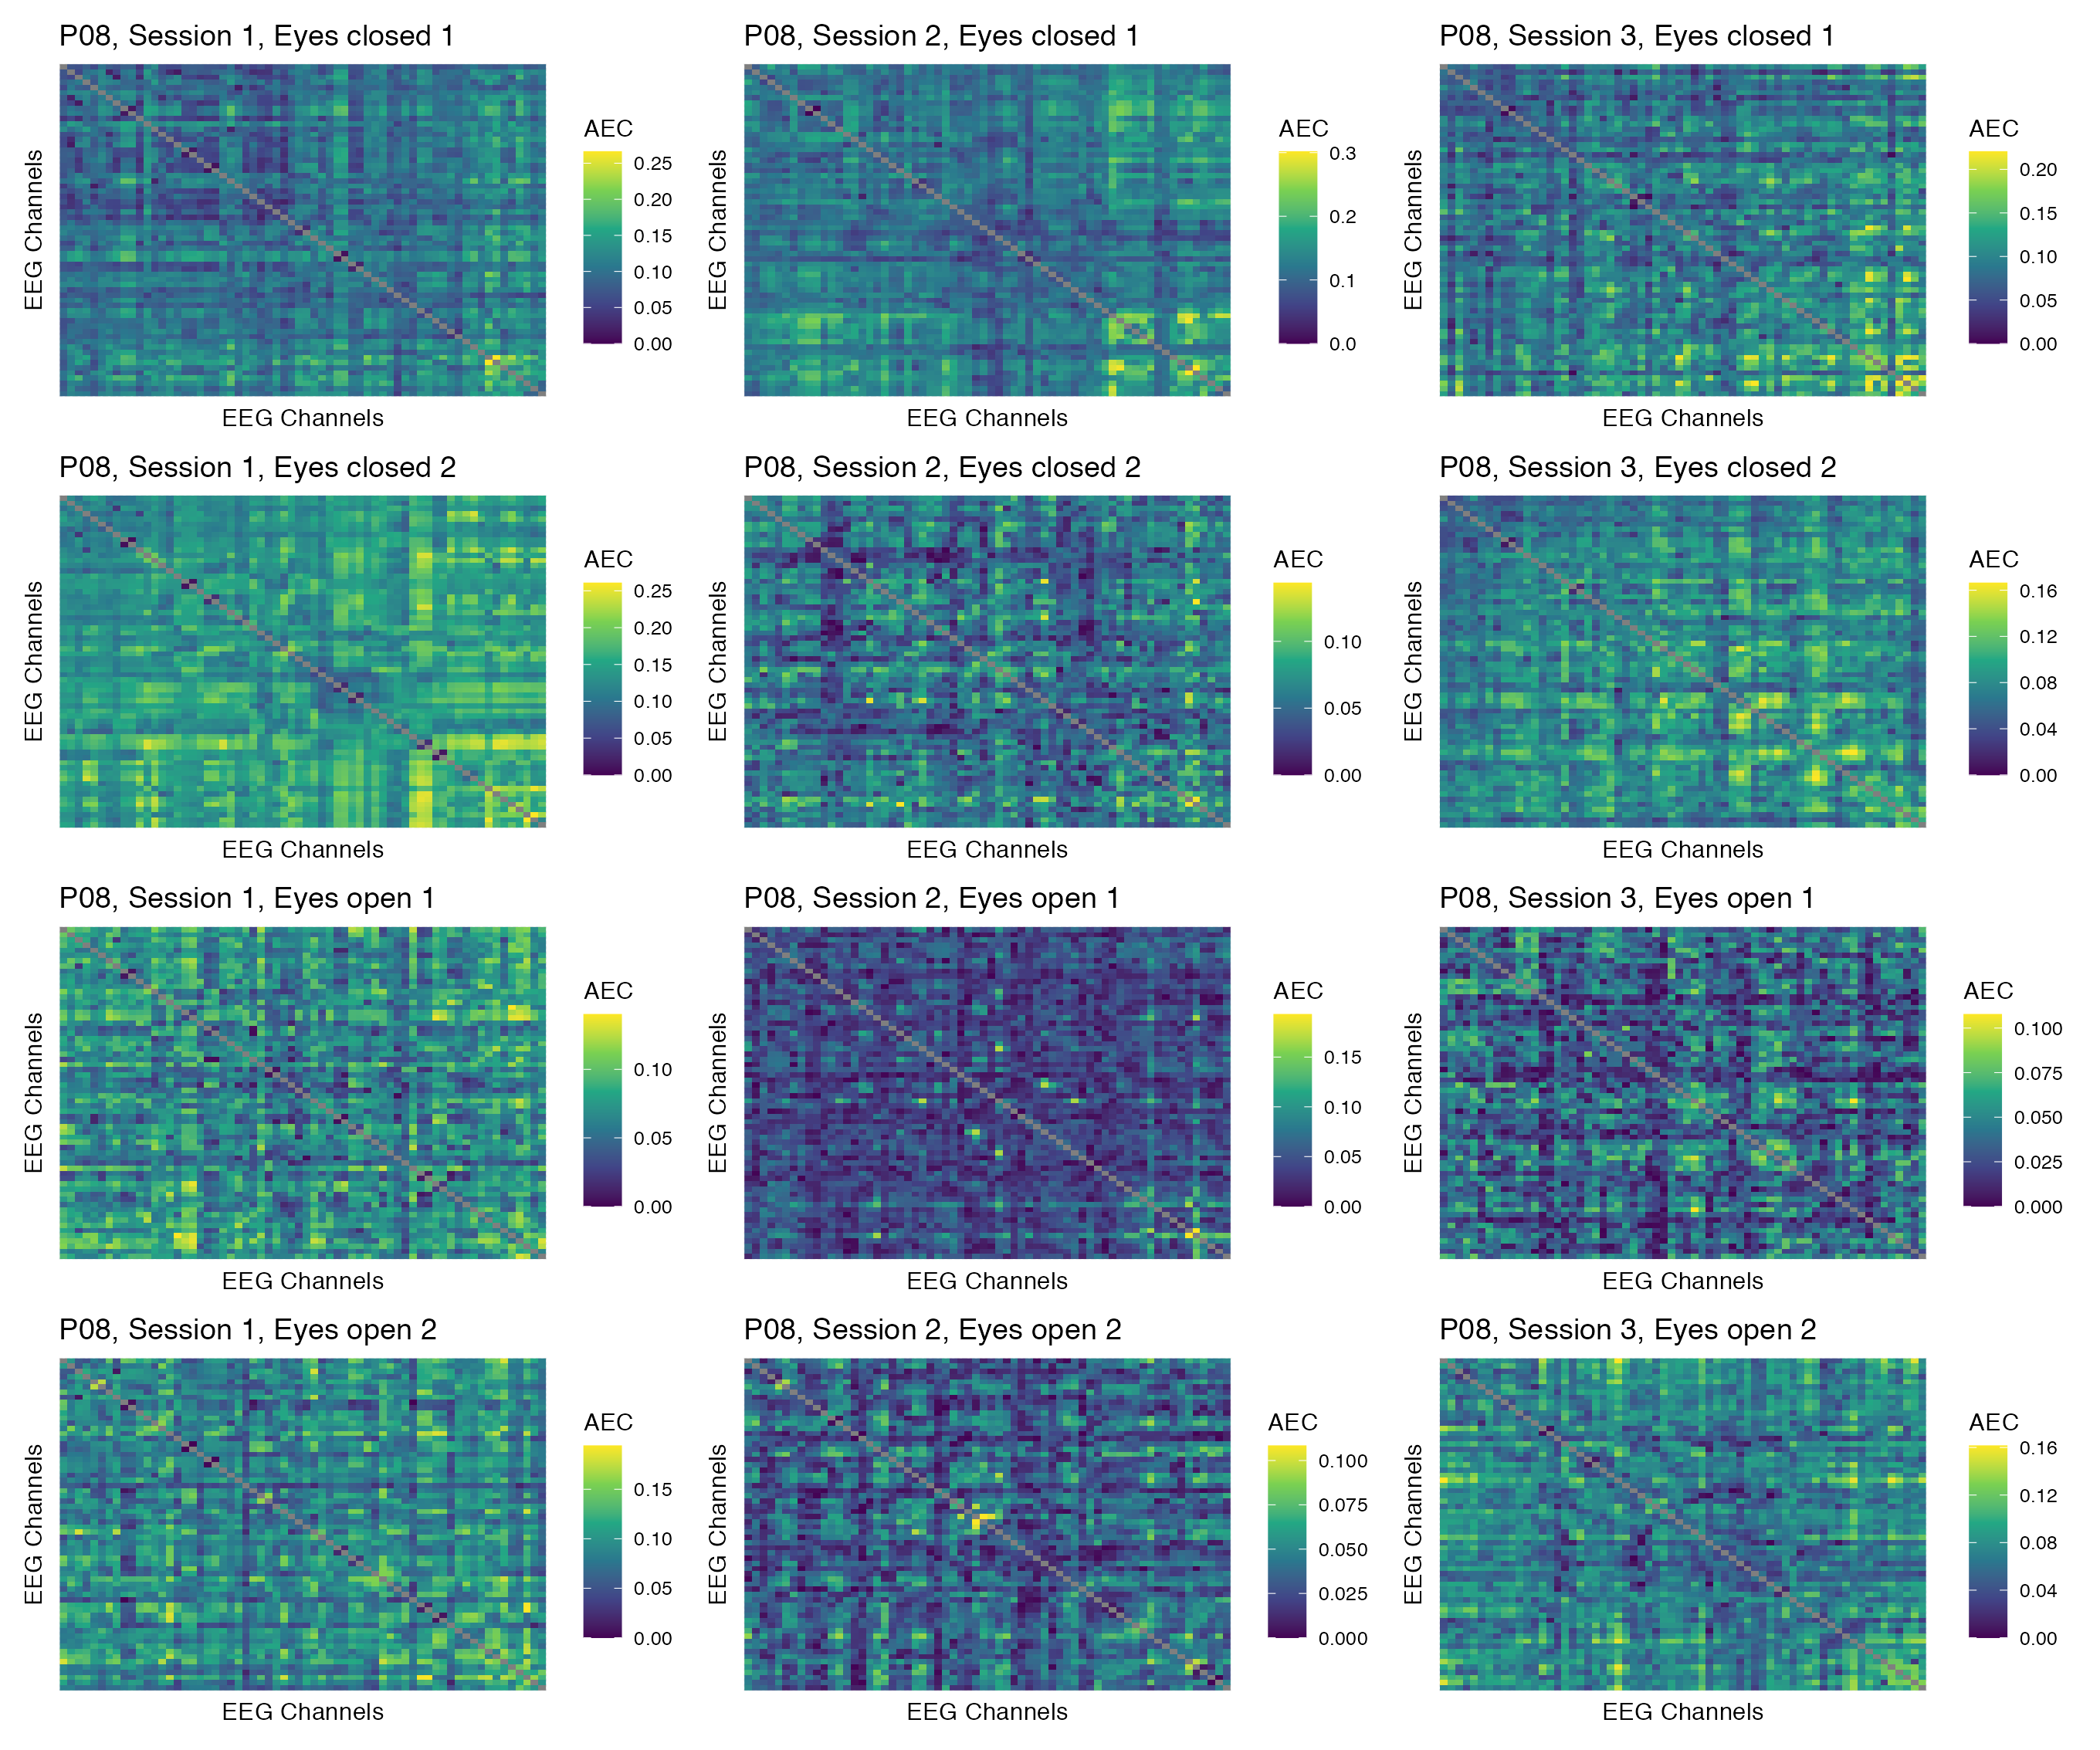 P08, Session 1, Eyes closed 1
EEG Channels
EEG Channels
AEC
0.25
0.20
0.15
0.10
0.05
0.00
P08, Session 2, Eyes closed 1
EEG Channels
EEG Channels
AEC
0.3
0.2
0.1
0.0
P08, Session 3, Eyes closed 1
EEG Channels
EEG Channels
AEC
0.20
0.15
0.10
0.05
0.00
P08, Session 1, Eyes closed 2
EEG Channels
EEG Channels
AEC
0.25
0.20
0.15
0.10
0.05
0.00
P08, Session 2, Eyes closed 2
EEG Channels
EEG Channels
AEC
0.10
0.05
0.00
P08, Session 3, Eyes closed 2
EEG Channels
EEG Channels
AEC
0.16
0.12
0.08
0.04
0.00
P08, Session 1, Eyes open 1
EEG Channels
EEG Channels
AEC
0.10
0.05
0.00
P08, Session 2, Eyes open 1
EEG Channels
EEG Channels
AEC
0.15
0.10
0.05
0.00
P08, Session 3, Eyes open 1
EEG Channels
EEG Channels
AEC
0.100
0.075
0.050
0.025
0.000
P08, Session 1, Eyes open 2
EEG Channels
EEG Channels
AEC
0.15
0.10
0.05
0.00
P08, Session 2, Eyes open 2
EEG Channels
EEG Channels
AEC
0.100
0.075
0.050
0.025
0.000
P08, Session 3, Eyes open 2
EEG Channels
EEG Channels
AEC
0.16
0.12
0.08
0.04
0.00